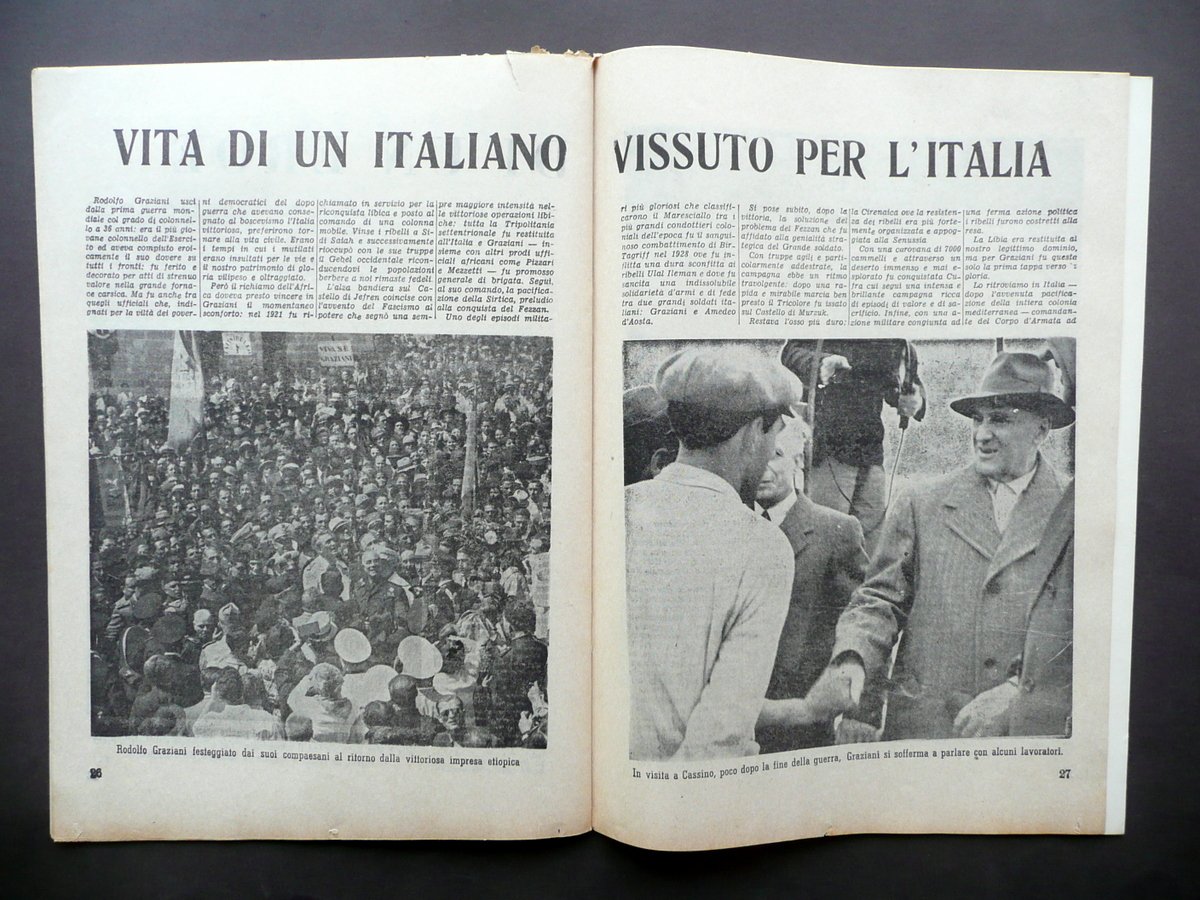 VITA DI UN ITALIANO VISSUTO PER L'ITALIA
Rodolfo Graziani uscì
dalla prima guerra mon-
diale col grado di colonnel-
lo a 36 anni: era il più gio-
vane colonnello dell'Eserci-
to ed aveva compiuto eroi-
camente il suo dovere su
tutti i fronti; fu ferito e
decorato per atti di strenuo
valore nella grande forna-
ce carsica. Ma fu anche tra
quegli ufficiali che, indi-
gnati per la viltà dei gover-
ni democratici del dopo
guerra che avevano conse-
gnato al boscevismo l'Italia
vittoriosa, preferirono tor-
nare alla vita civile. Erano
i tempi in cui i mutilati
erano insultati per le vie e
il nostro patrimonio di glo-
ria vilipeso e oltraggiato.
Però il richiamo dell'Afri-
ca doveva presto vincere in
Graziani il momentaneo
sconforto: nel 1921 fu ri-
chiamato in servizio per la
riconquista libica e posto al
comando di una colonna
mobile. Vinse i ribelli a Si-
di Saah e successivamente
rioccupò con le sue truppe
il Gebel occidentale ricon-
ducendovi le popolazioni
berbere a noi rimaste fedeli.
L'alza bandiera sul Ca-
stello di Jefren coincise con
l'avvento del Fascismo al
potere che segnò una sem-
pre maggiore intensità nel-
le vittoriose operazioni libi-
che; tutta la Tripolitania
settentrionale fu restituita
all'Italia e Graziani — in-
sieme con altri prodi uffi-
ciali africani come Pizzari
e Mezzetti — fu promosso
generale di brigata. Seguì,
al suo comando, la pacifica-
zione della Sirtica, preludio
alla conquista del Fezzan.
Uno degli episodi milita-
ri più gloriosi che classifi-
carono il Maresciallo tra i
più grandi condottieri colo-
niali dell'epoca fu il sangui-
noso combattimento di Bir-
Tagriff nel 1928 ove fu in-
flitta una dura sconfitta ai
ribelli Ulal Ileman e dove fu
sancita una indissolubile
solidarietà d'armi e di fede
tra due grandi soldati ita-
liani: Graziani e Amedeo
d'Aosta.
Si pose subito, dopo la
vittoria, la soluzione del
problema del Fezzan che fu
affidato alla genialità stra-
tegica del Grande soldato.
Con truppe agili e parti-
colarmente addestrate, la
campagna ebbe un ritmo
travolgente: dopo una ra-
pida e mirabile marcia ben
presto il Tricolore fu issato
sul Castello di Murzuk.
Restava l'osso più duro:
la Cirenaica ove la resisten-
za dei ribelli era più forte-
mente organizzata e appog-
giata alla Senussia
Con una carovana di 7000
cammelli e attraverso un
deserto immenso e mai e-
splorato fu conquistata Cu-
fra cui seguì una intensa e
brillante campagna ricca
di episodi di valore e di sa-
crificio. Infine, con una a-
zione militare congiunta ad
una ferma azione politica
i ribelli furono costretti alla
resa.
La Libia era restituita al
nostro legittimo dominio,
ma per Graziani fu questa
solo la prima tappa verso
gloria.
Lo ritroviamo in Italia —
dopo l'avvenuta pacifica-
zione della intiera colonia
mediterranea — comandan-
te del Corpo d'Armata ad
VIVA S.E.
GRAZIANI
Rodolfo Graziani festeggiato dai suoi compaesani al ritorno dalla vittoriosa impresa etiopica
In visita a Cassino, poco dopo la fine della guerra, Graziani si sofferma a parlare con alcuni lavoratori.
26
27